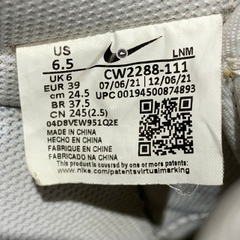 US
6.5
LNM
UK 6
EUR 39
cm 24.5
BR 37.5
CN 245(2.5)
CW2288-111
07/06/21 12/06/21
UPC 00194500874893
04D8VEW951Q2E
MADE IN CHINA
FABRIQUE EN CHINE
FABRICADO EN CHINA
HECHO EN CHINA
www.nike.com/patentsvirtualmarking